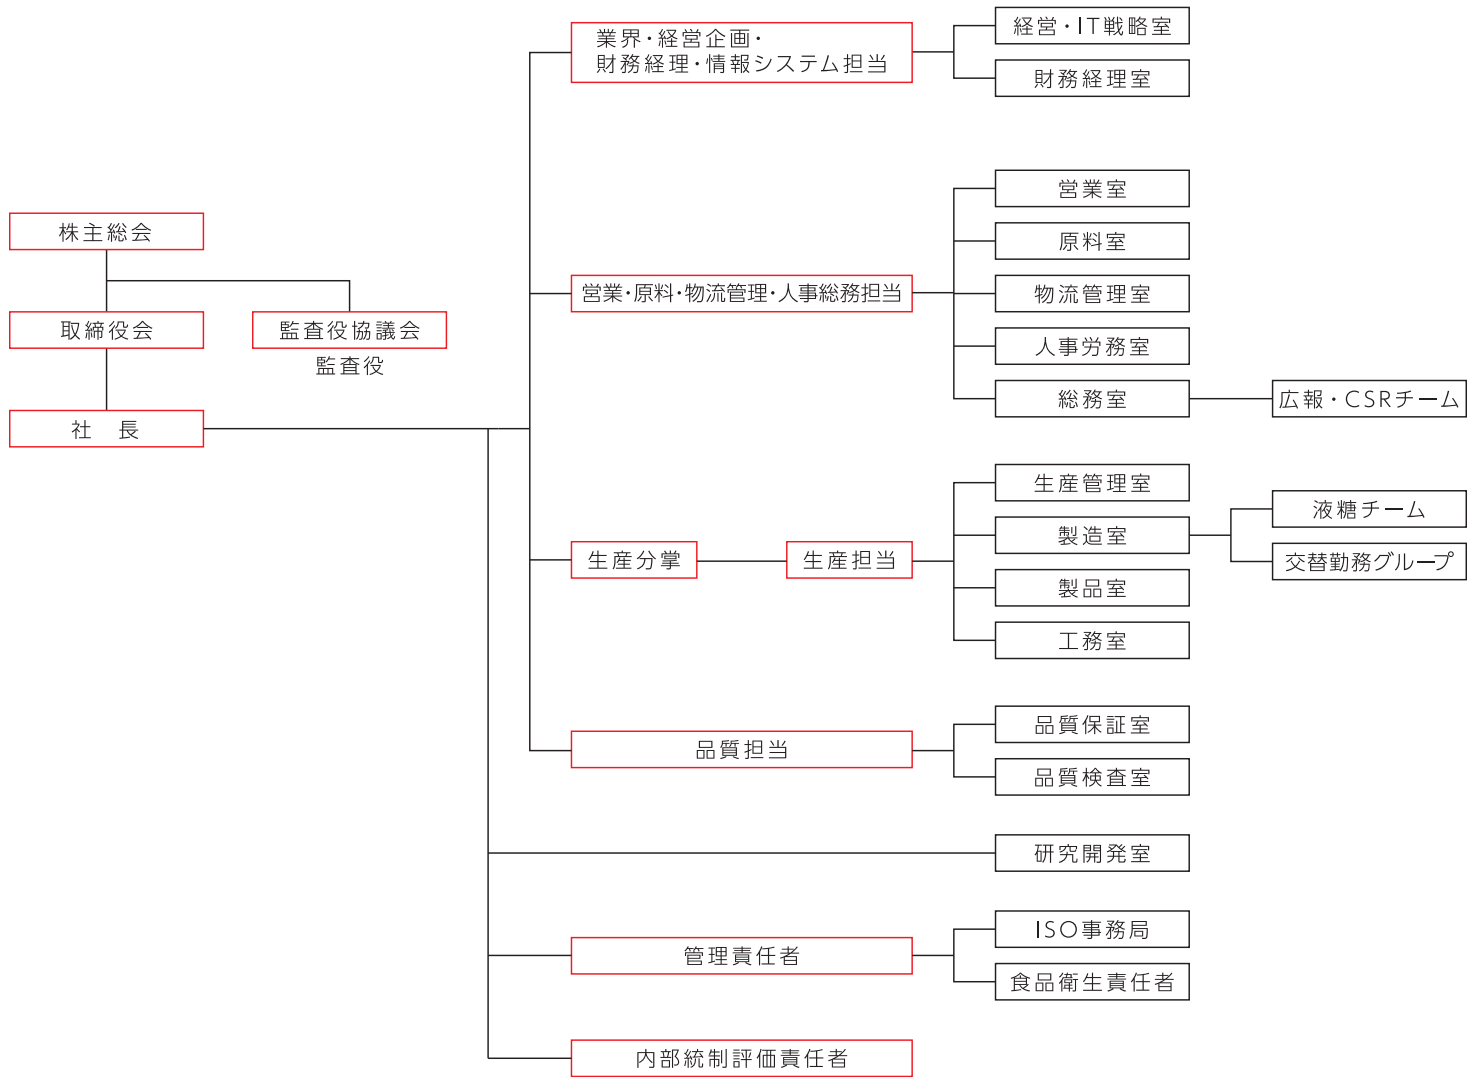 株主総会
取締役会
監査役協議会
監査役
社　長
業界・経営企画・
財務経理・情報システム担当
経営・IT戦略室
財務経理室
営業・原料・物流管理・人事総務担当
営業室
原料室
物流管理室
人事労務室
総務室
広報・CSRチーム
生産分掌
生産担当
生産管理室
製造室
液糖チーム
交替勤務グループ
製品室
工務室
品質担当
品質保証室
品質検査室
研究開発室
管理責任者
ISO事務局
食品衛生責任者
内部統制評価責任者